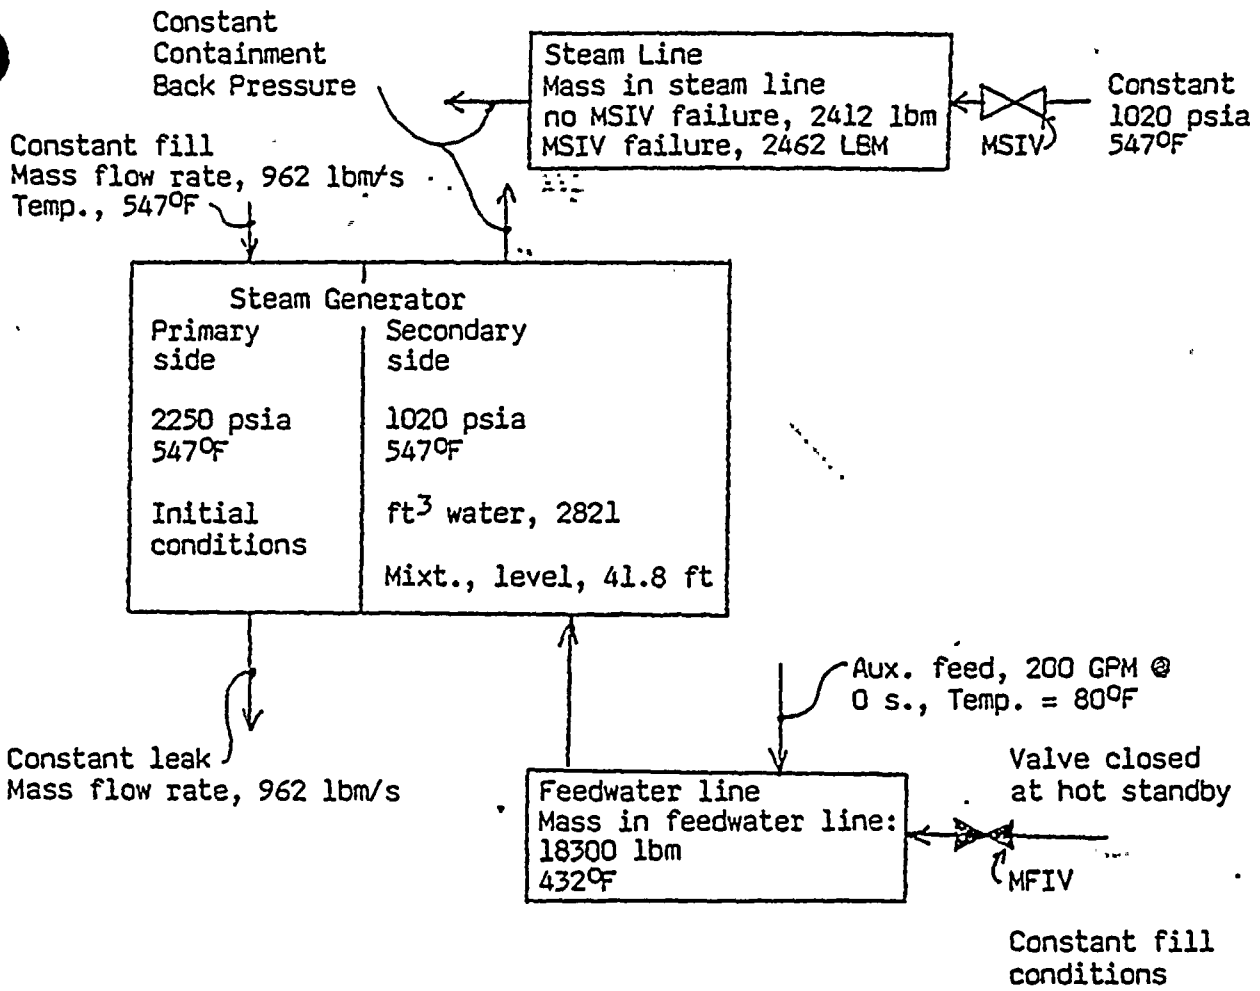 Constant
Containment
Back Pressure
Steam Line
Mass in steam line
no MSIV failure, 2412 lbm
MSIV failure, 2462 LBM
MSIV
Constant
1020 psia
547°F
Constant fill
Mass flow rate, 962 lbm/s
Temp., 547°F
Steam Generator
Primary
side
2250 psia
547°F
Initial
conditions
Secondary
side
1020 psia
547°F
ft³ water, 2821
Mixt., level, 41.8 ft
Constant leak
Mass flow rate, 962 lbm/s
Aux. feed, 200 GPM @
0 s., Temp. = 80°F
Feedwater line
Mass in feedwater line:
18300 lbm
432°F
Valve closed
at hot standby
MFIV
Constant fill
conditions